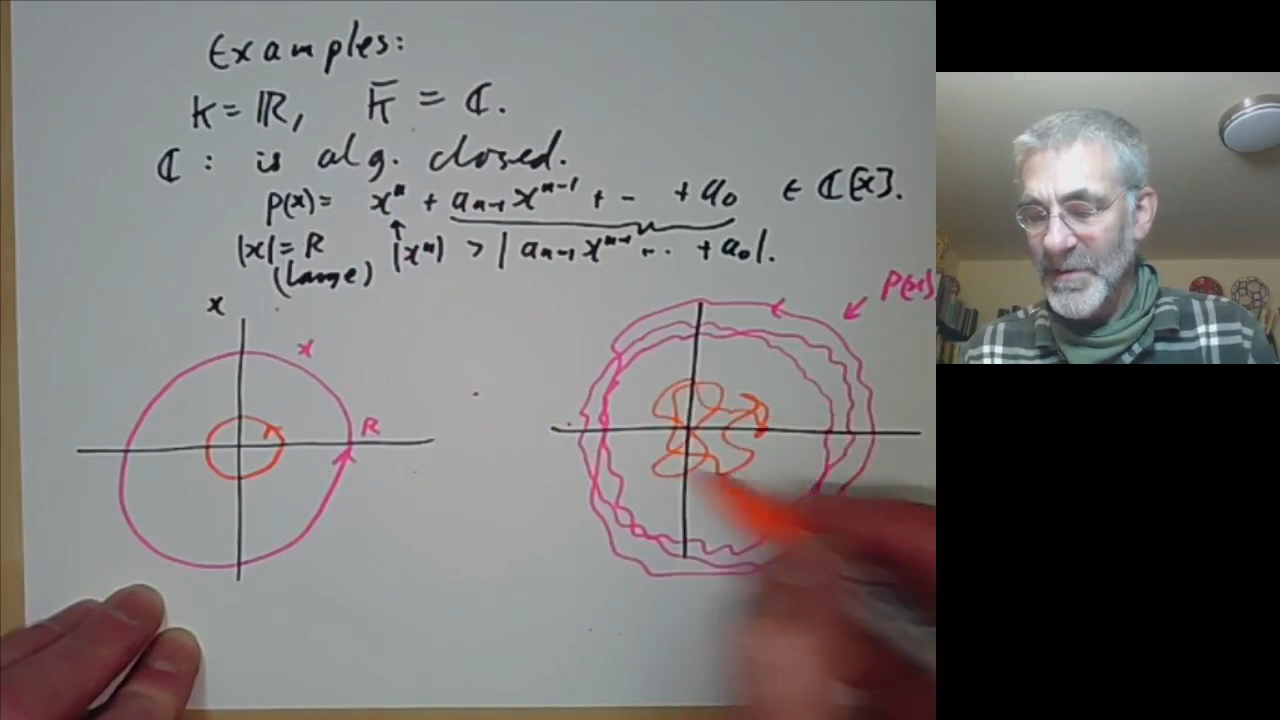 Examples:
K = ℝ, K̄ = ℂ.
ℂ: is alg. closed.
p(x) = xⁿ + aₙ₋₁xⁿ⁻¹ + - + a₀ ∈ ℂ[x].
|x| = R ↑ |xⁿ| > |aₙ₋₁xⁿ⁻¹ - .. + a₀|.
(large)
x
P(x)
x
R